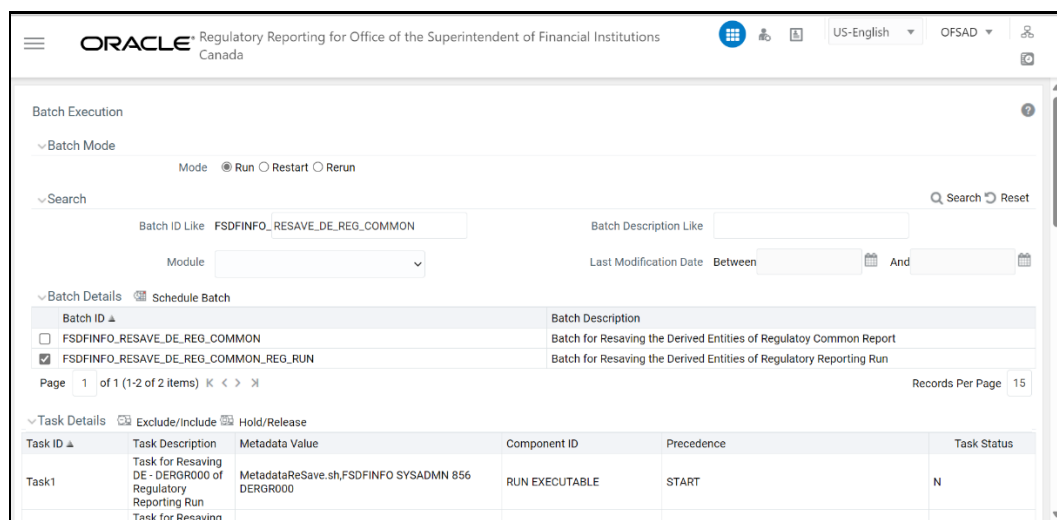 ORACLE® Regulatory Reporting for Office of the Superintendent of Financial Institutions
Canada
US-English
OFSAD
Batch Execution
Batch Mode
Mode Run Restart Rerun
Search
Search Reset
Batch ID Like FSDFINFO_ RESAVE_DE_REG_COMMON Batch Description Like
Module Last Modification Date Between And
Batch Details Schedule Batch
Batch ID Batch Description
FSDFINFO_RESAVE_DE_REG_COMMON Batch for Resaving the Derived Entities of Regulatoy Common Report
FSDFINFO_RESAVE_DE_REG_COMMON_REG_RUN Batch for Resaving the Derived Entities of Regulatory Reporting Run
Page 1 of 1 (1-2 of 2 items) Records Per Page 15
Task Details Exclude/Include Hold/Release
Task ID Task Description Metadata Value Component ID Precedence Task Status
Task1
Task for Resaving
DE - DERGR000 of
Regulatory
Reporting Run
MetadataReSave.sh,FSDFINFO SYSADMN 856
DERGR000
RUN EXECUTABLE
START
N
Task for Resaving